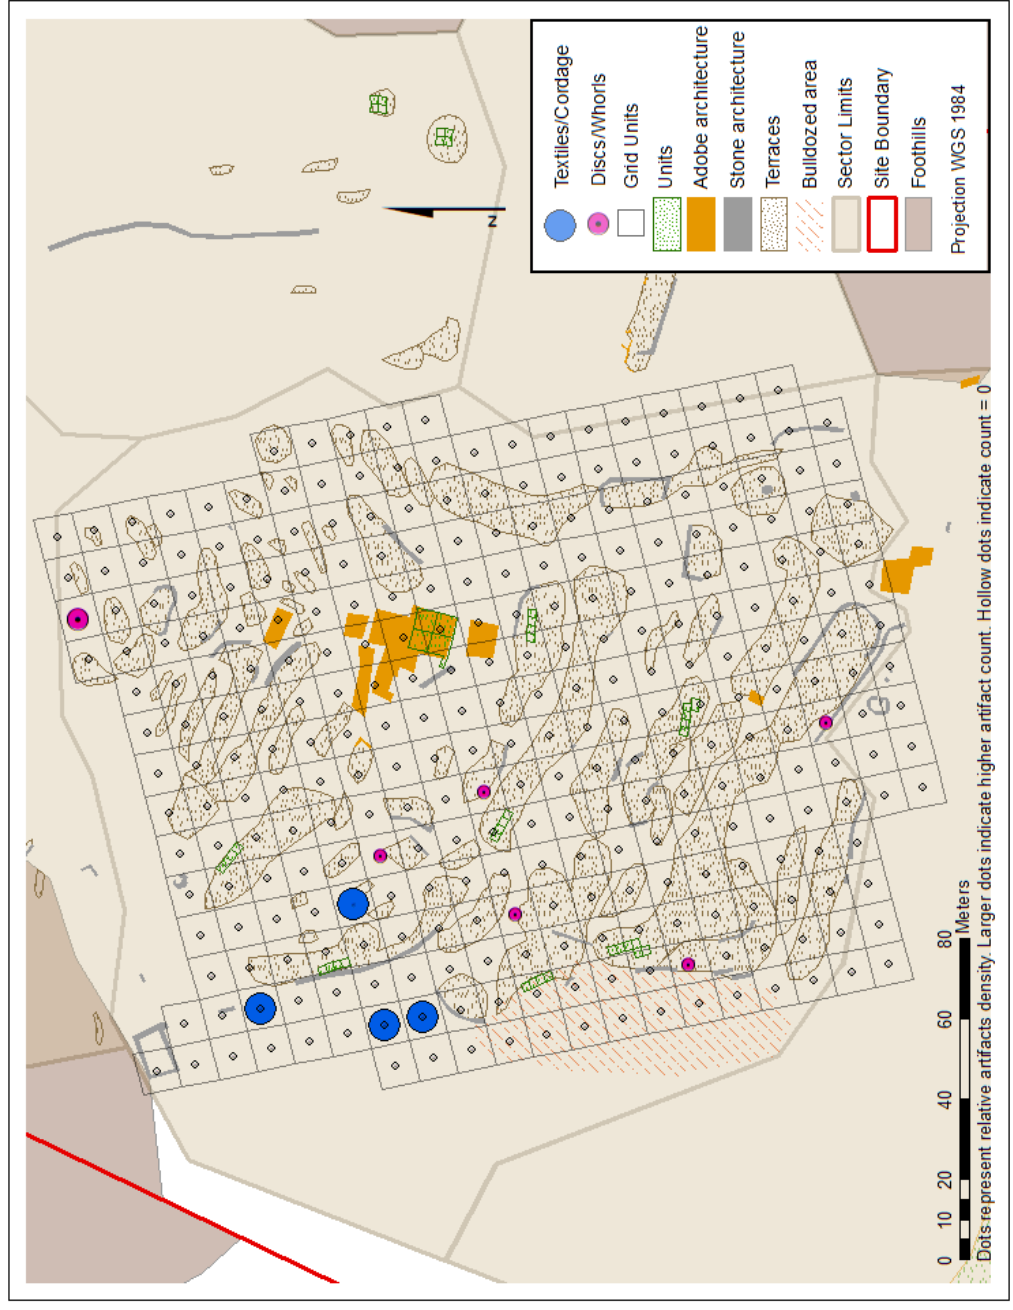 Textiles/Cordage
Discs/Whorls
Grid Units
Units
Adobe architecture
Stone architecture
Terraces
Bulldozed area
Sector Limits
Site Boundary
Foothills
Projection WGS 1984
N
0 10 20 40 60 80
Meters
Dots represent relative artifacts density. Larger dots indicate higher artifact count. Hollow dots indicate count = 0